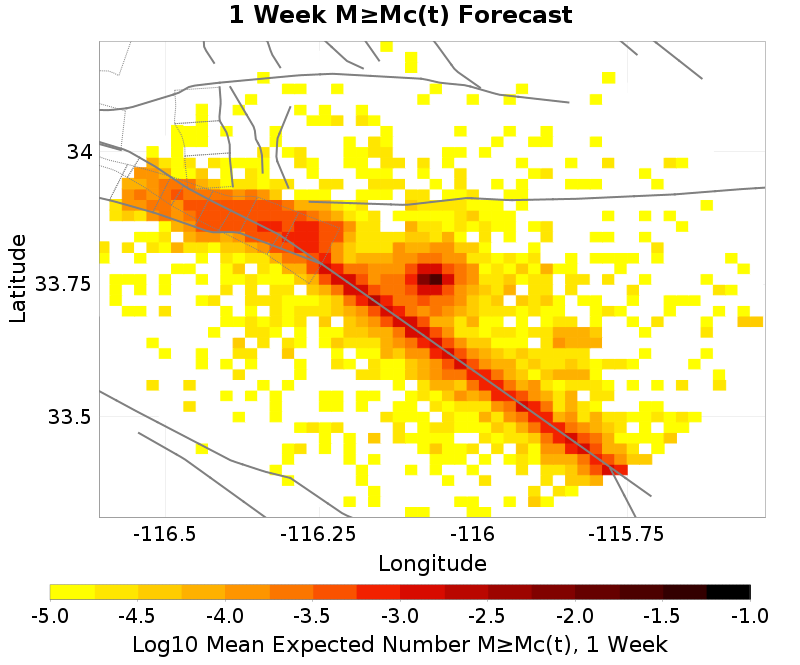 1 Week M≥Mc(t) Forecast
34
33.75
33.5
Latitude
-116.5 -116.25 -116 -115.75
Longitude
-5.0 -4.5 -4.0 -3.5 -3.0 -2.5 -2.0 -1.5 -1.0
Log10 Mean Expected Number M≥Mc(t), 1 Week